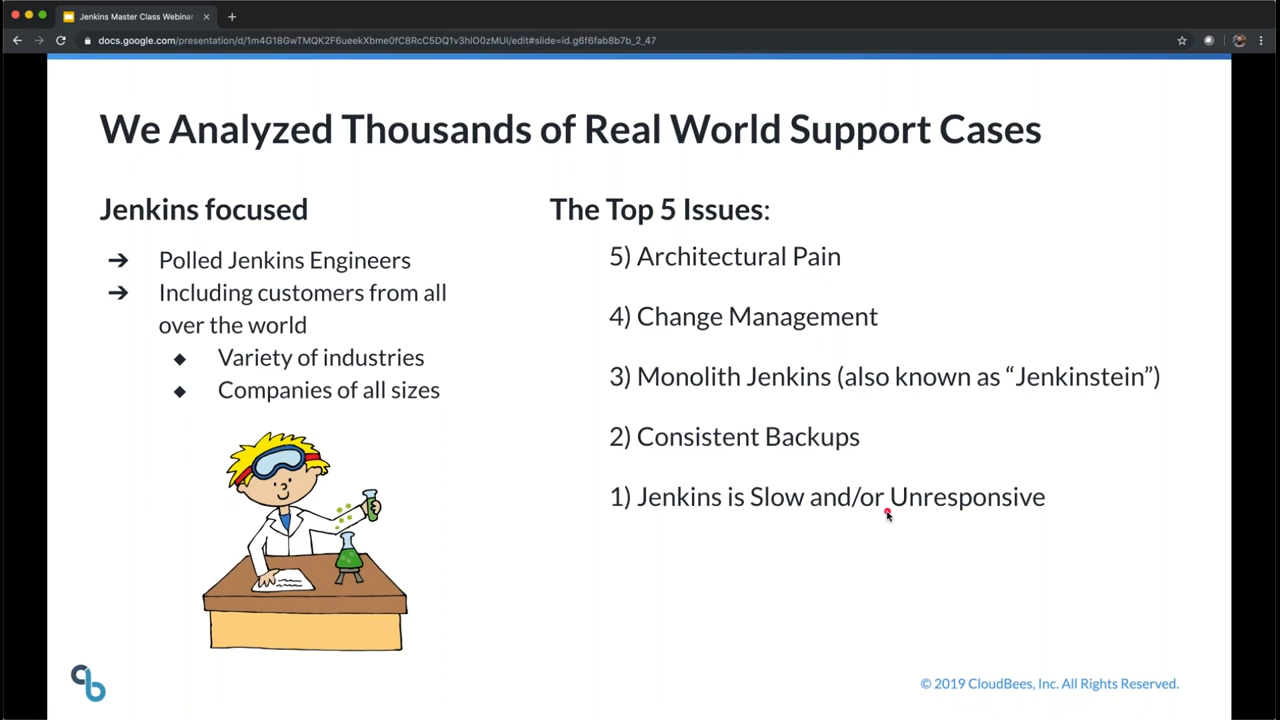 Jenkins Master Class Webinar
docs.google.com/presentation/d/1m4G18GwTMQK2F6ueekXbme0fC8RcC5DQ1v3hlO0zMUI/edit#slide=id.g6f6fab8b7b_2_47
We Analyzed Thousands of Real World Support Cases
Jenkins focused
➔ Polled Jenkins Engineers
➔ Including customers from all
over the world
◆ Variety of industries
◆ Companies of all sizes
The Top 5 Issues:
5) Architectural Pain
4) Change Management
3) Monolith Jenkins (also known as “Jenkinstein”)
2) Consistent Backups
1) Jenkins is Slow and/or Unresponsive
© 2019 CloudBees, Inc. All Rights Reserved.